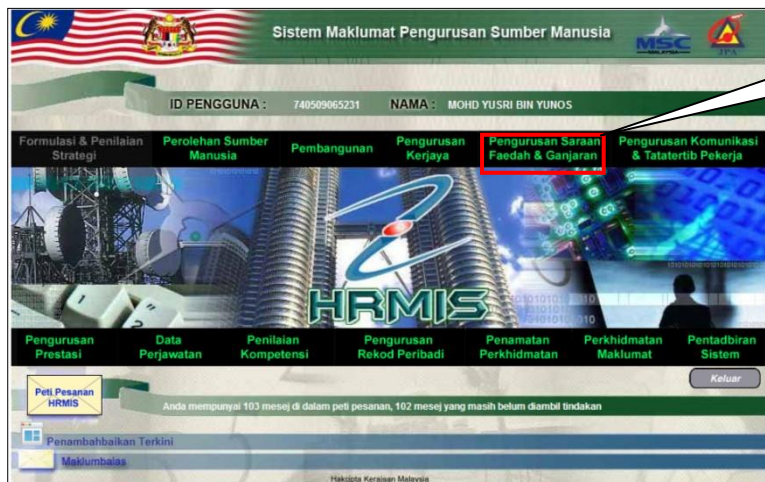 Sistem Maklumat Pengurusan Sumber Manusia
MSC
MALAYSIA
JPA
ID PENGGUNA : 740509065231 NAMA : MOHD YUSRI BIN YUNOS
Formulasi & Penilaian Strategi
Perolehan Sumber Manusia
Pembangunan
Pengurusan Kerjaya
Pengurusan Saraan Faedah & Ganjaran
Pengurusan Komunikasi & Tatatertib Pekerja
HRMIS
Pengurusan Prestasi
Data Perjawatan
Penilaian Kompetensi
Pengurusan Rekod Peribadi
Penamatan Perkhidmatan
Perkhidmatan Maklumat
Pentadbiran Sistem
Keluar
Peti Pesanan HRMIS
Anda mempunyai 103 mesej di dalam peti pesanan, 102 mesej yang masih belum diambil tindakan
Penambahbaikan Terkini
Maklumbalas
Hakcipta Kerajaan Malaysia